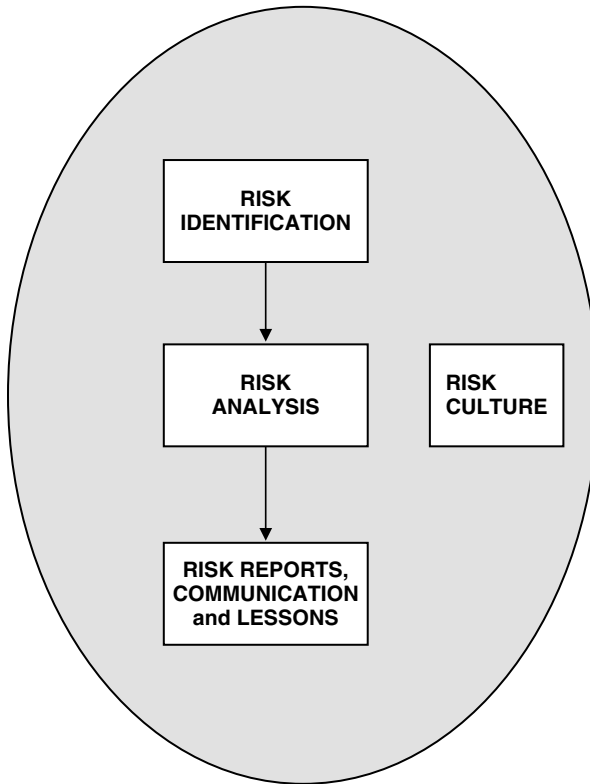 RISK
IDENTIFICATION
RISK
ANALYSIS
RISK
CULTURE
RISK REPORTS,
COMMUNICATION
and LESSONS